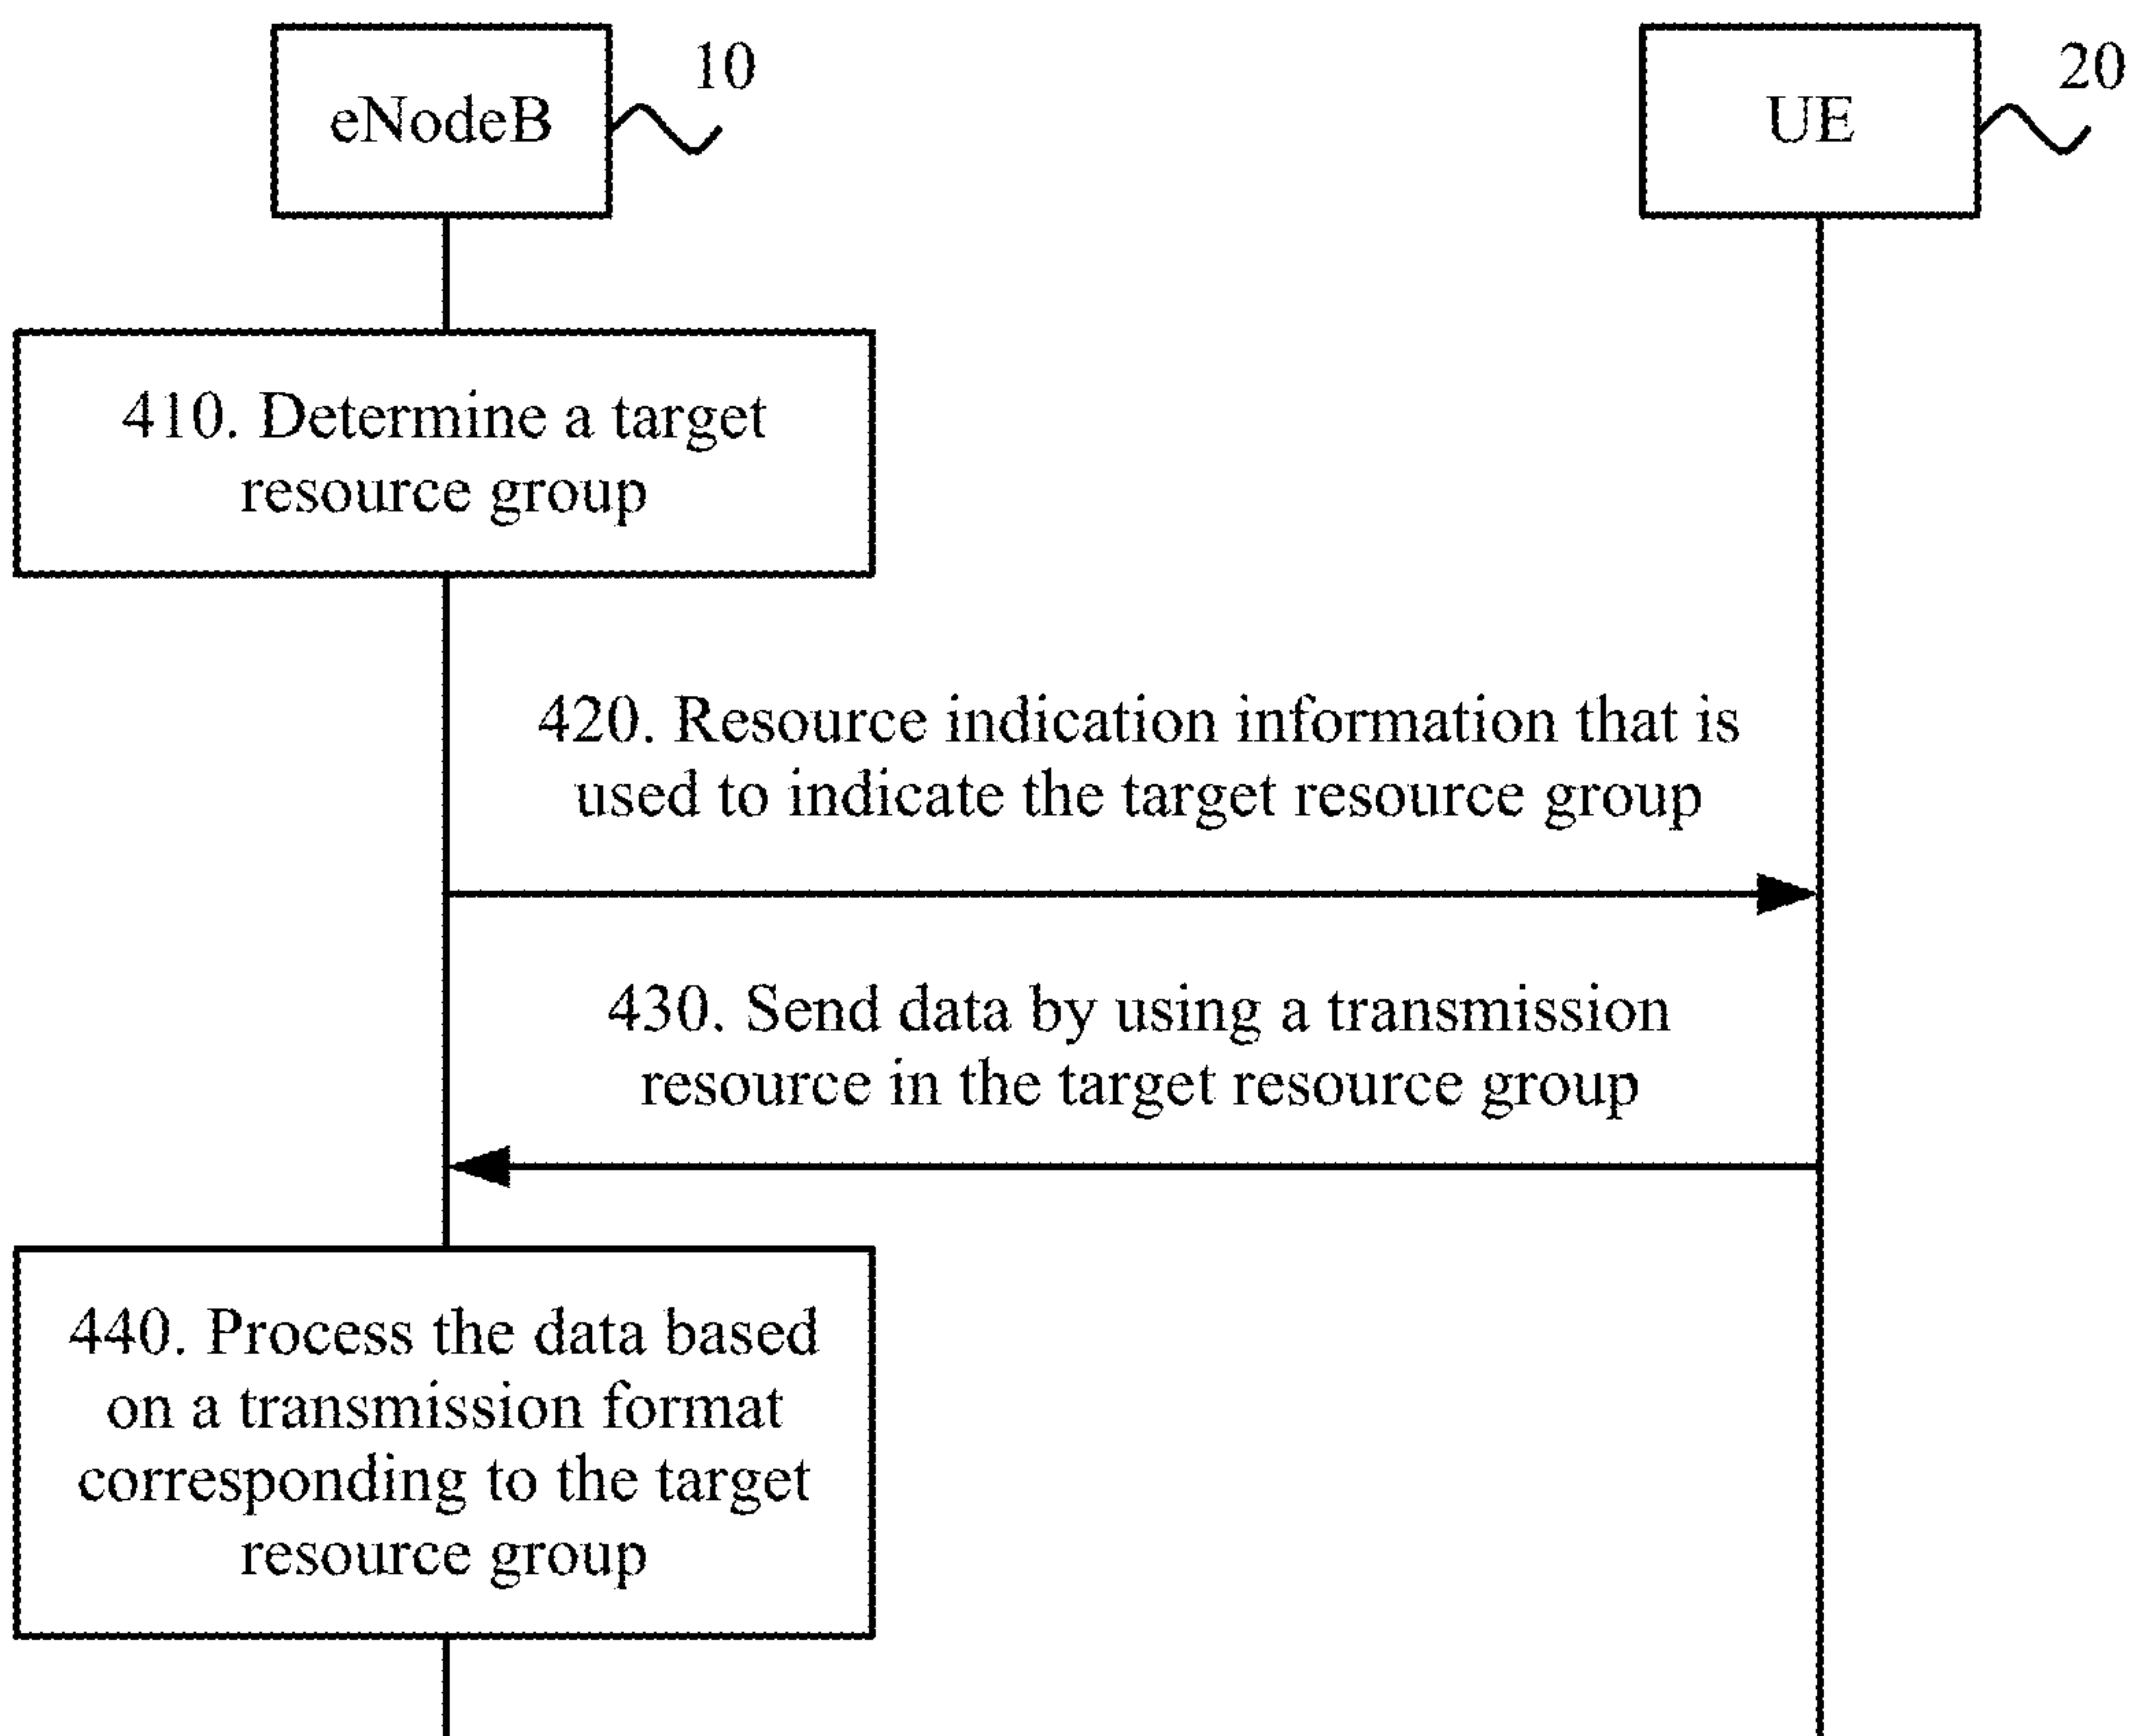 10
20
eNodeB
UE
410. Determine a target
resource group
420. Resource indication information that is
used to indicate the target resource group
430. Send data by using a transmission
resource in the target resource group
440. Process the data based
on a transmission format
corresponding to the target
resource group